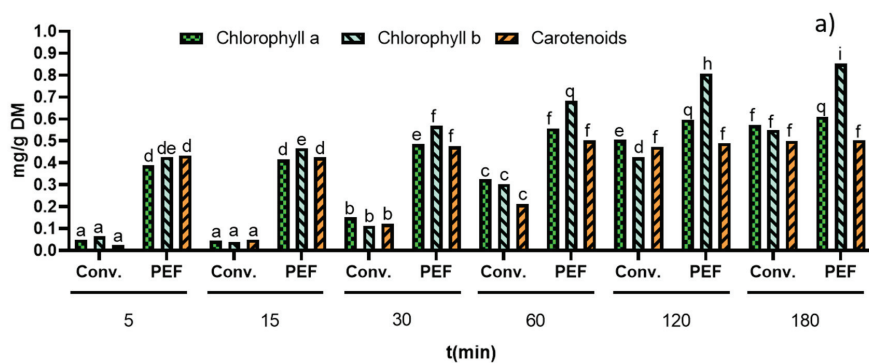 a)
Chlorophyll a Chlorophyll b Carotenoids
mg/g DM
1.0
0.9
0.8
0.7
0.6
0.5
0.4
0.3
0.2
0.1
0.0
a a a d de d a a a d e d b b b e f f c c c f g f e d f g h f f f f g i f
Conv. PEF Conv. PEF Conv. PEF Conv. PEF Conv. PEF Conv. PEF
5 15 30 60 120 180
t(min)